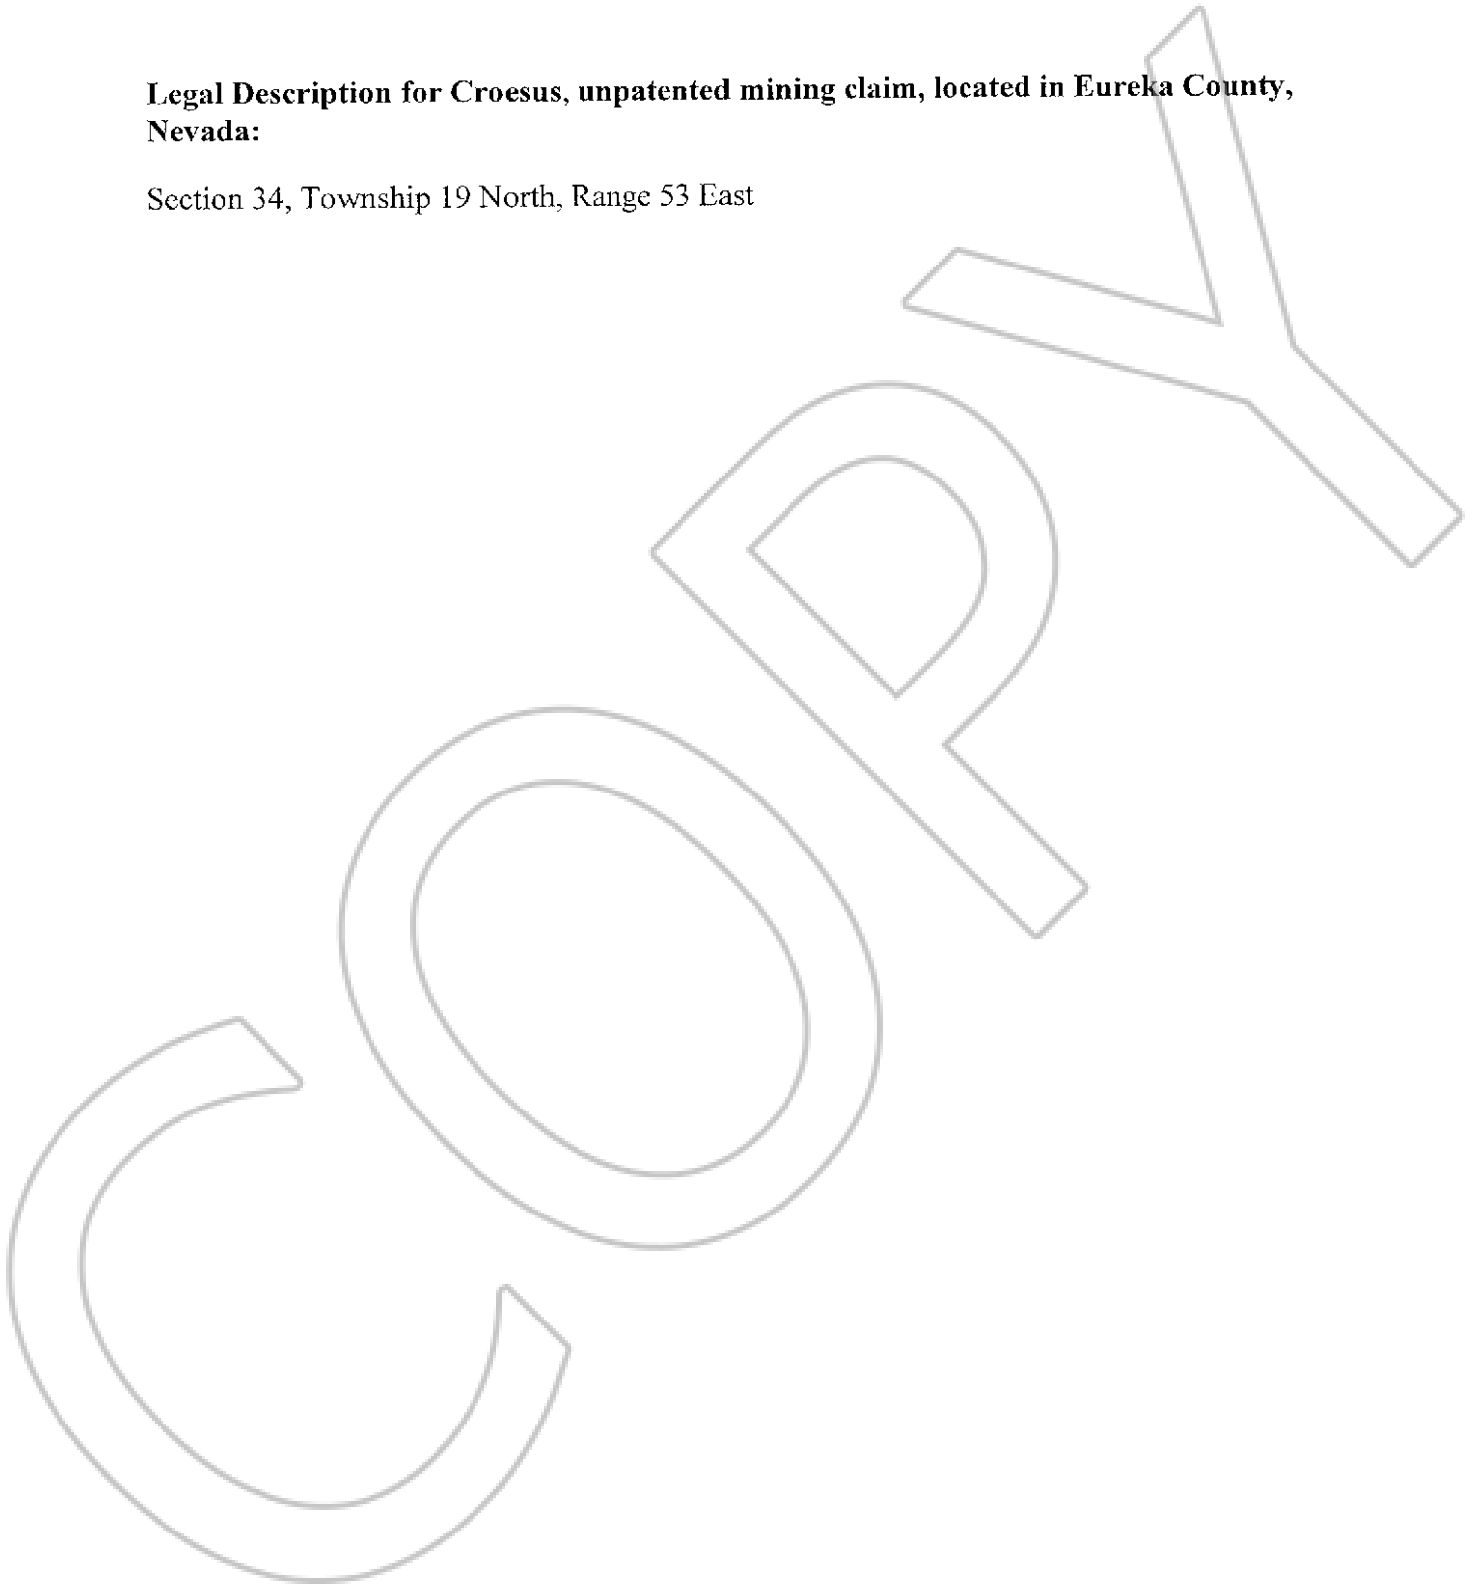 Legal Description for Croesus, unpatented mining claim, located in Eureka County,
Nevada:
Section 34, Township 19 North, Range 53 East
COPY